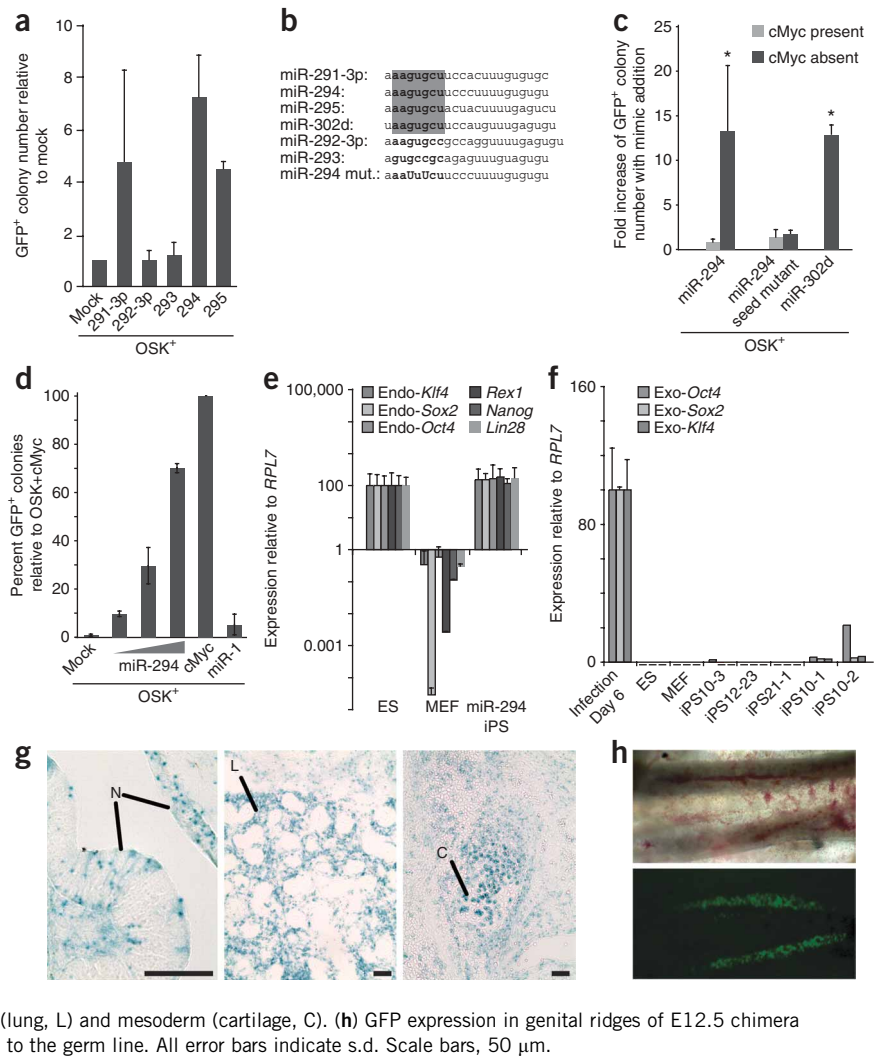 a
10
8
6
4
2
0
GFP+ colony number relative
to mock
Mock
291-3p
292-3p
293
294
295
OSK+
b
miR-291-3p: aaagugcuuccacuuugugugc
miR-294: aaagugcuucccuuuugugugu
miR-295: aaagugcuacuacuuuugagucu
miR-302d: uaagugcuuccauguuugagugu
miR-292-3p: aaagugccgccagguuuugagugu
miR-293: agugccgcagaguuuguagugu
miR-294 mut.: aaaUuUcuucccuuuugugugu
c
cMyc present
cMyc absent
25
20
15
10
5
0
Fold increase of GFP+ colony
number with mimic addition
*
*
miR-294
miR-294
seed mutant
miR-302d
OSK+
d
100
80
60
40
20
0
Percent GFP+ colonies
relative to OSK+cMyc
Mock
miR-294
cMyc
miR-1
OSK+
e
100,000
100
1
0.001
Expression relative to RPL7
Endo-Klf4
Endo-Sox2
Endo-Oct4
Rex1
Nanog
Lin28
ES
MEF
miR-294
iPS
f
160
80
0
Expression relative to RPL7
Exo-Oct4
Exo-Sox2
Exo-Klf4
Infection
Day 6
ES
MEF
iPS10-3
iPS12-23
iPS21-1
iPS10-1
iPS10-2
g
N
L
C
h
(lung, L) and mesoderm (cartilage, C). (h) GFP expression in genital ridges of E12.5 chimera
to the germ line. All error bars indicate s.d. Scale bars, 50 μm.